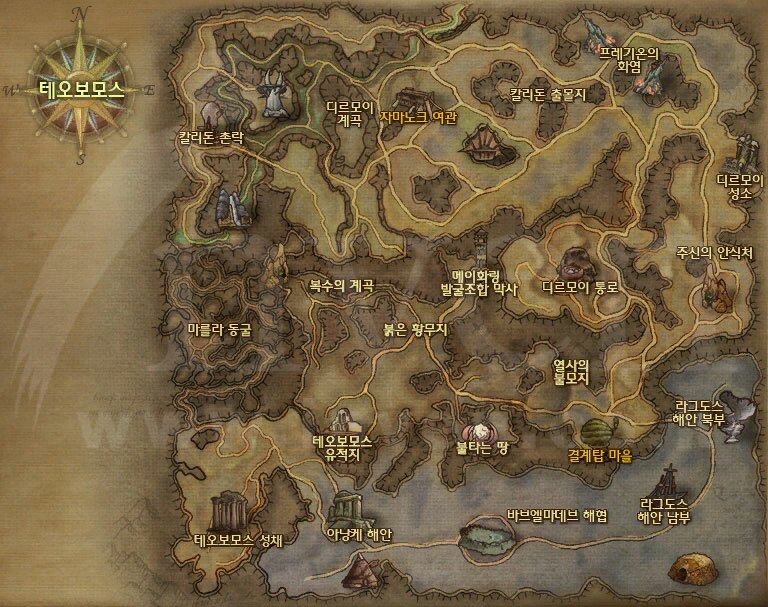 N
W
테오보모스
E
S
프레기온의
화염
칼리돈 출몰지
디르모이
계곡
자마노크 여관
칼리돈 촌락
디르모이
성소
주신의 안식처
메이화링
발굴조합 막사
디르모이 통로
복수의 계곡
마를라 동굴
붉은 황무지
열사의
불모지
라그도스
해안 북부
테오보모스
유적지
불타는 땅
결계탑 마을
라그도스
해안 남부
바브엘마데브 해협
테오보모스 성채
아낭케 해안